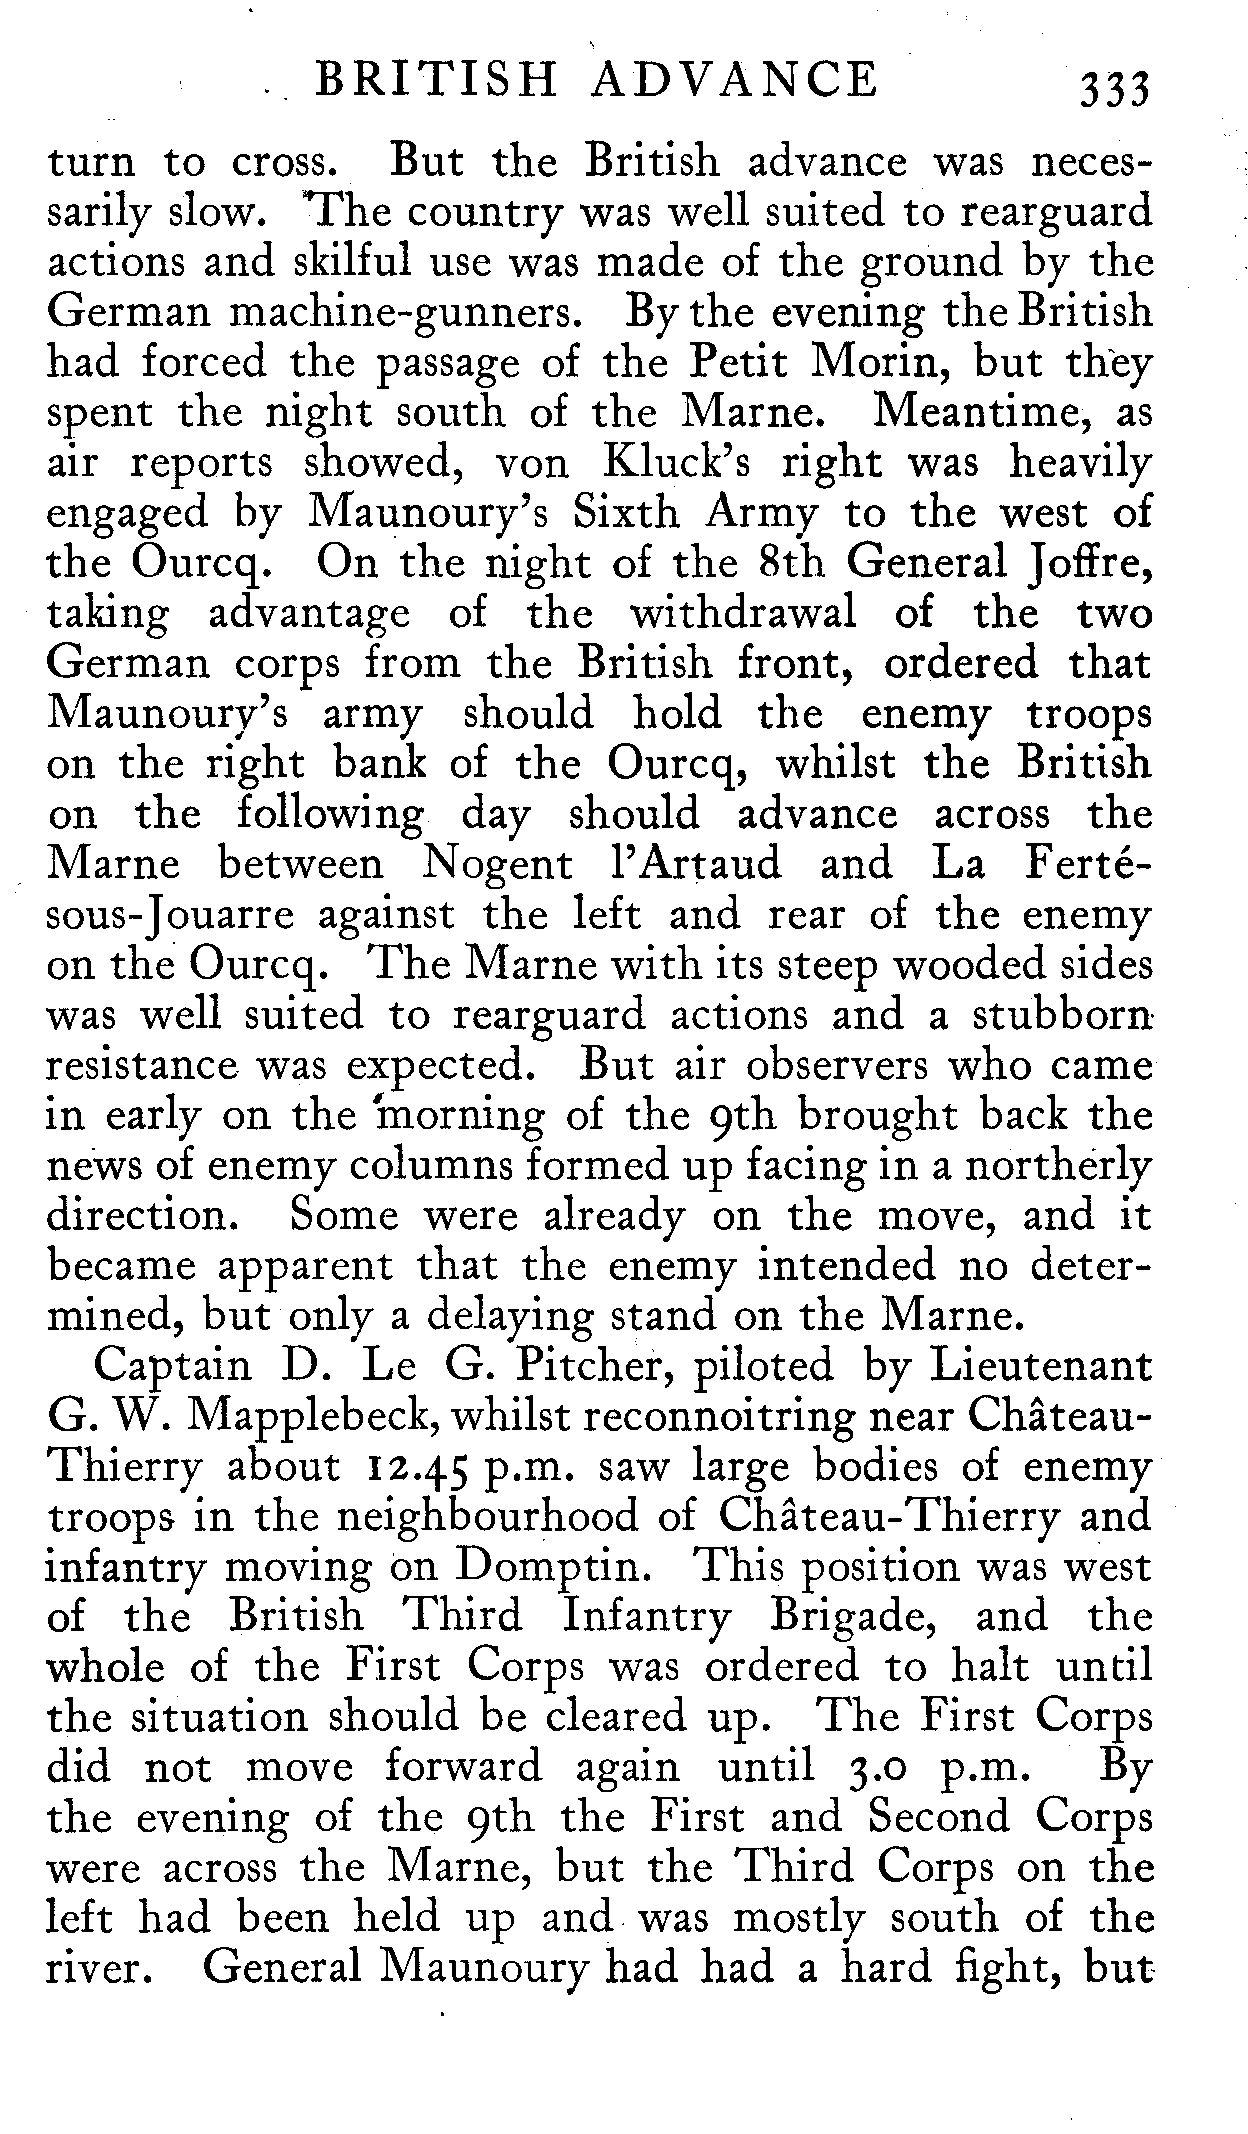 BRITISH ADVANCE 333
turn to cross. But the British advance was neces-
sarily slow. The country was well suited to rearguard
actions and skilful use was made of the ground by the
German machine-gunners. By the evening the British
had forced the passage of the Petit Morin, but they
spent the night south of the Marne. Meantime, as
air reports showed, von Kluck's right was heavily
engaged by Maunoury's Sixth Army to the west of
the Ourcq. On the night of the 8th General Joffre,
taking advantage of the withdrawal of the two
German corps from the British front, ordered that
Maunoury's army should hold the enemy troops
on the right bank of the Ourcq, whilst the British
on the following day should advance across the
Marne between Nogent l'Artaud and La Ferté-
sous-Jouarre against the left and rear of the enemy
on the Ourcq. The Marne with its steep wooded sides
was well suited to rearguard actions and a stubborn
resistance was expected. But air observers who came
in early on the morning of the 9th brought back the
news of enemy columns formed up facing in a northerly
direction. Some were already on the move, and it
became apparent that the enemy intended no deter-
mined, but only a delaying stand on the Marne.
Captain D. Le G. Pitcher, piloted by Lieutenant
G. W. Mapplebeck, whilst reconnoitring near Château-
Thierry about 12.45 p.m. saw large bodies of enemy
troops in the neighbourhood of Château-Thierry and
infantry moving on Domptin. This position was west
of the British Third Infantry Brigade, and the
whole of the First Corps was ordered to halt until
the situation should be cleared up. The First Corps
did not move forward again until 3.0 p.m. By
the evening of the 9th the First and Second Corps
were across the Marne, but the Third Corps on the
left had been held up and was mostly south of the
river. General Maunoury had had a hard fight, but